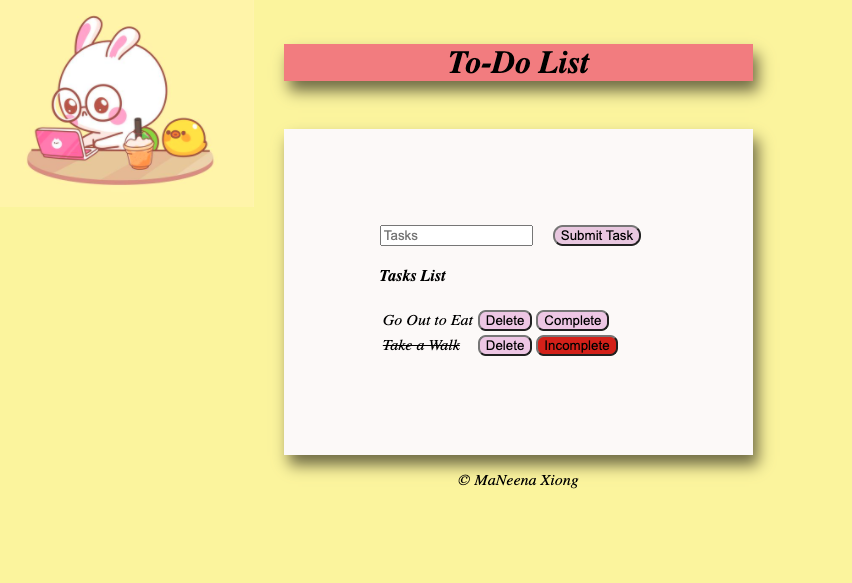 To-Do List
Tasks Submit Task
Tasks List
Go Out to Eat Delete Complete
Take a Walk Delete Incomplete
© MaNeena Xiong